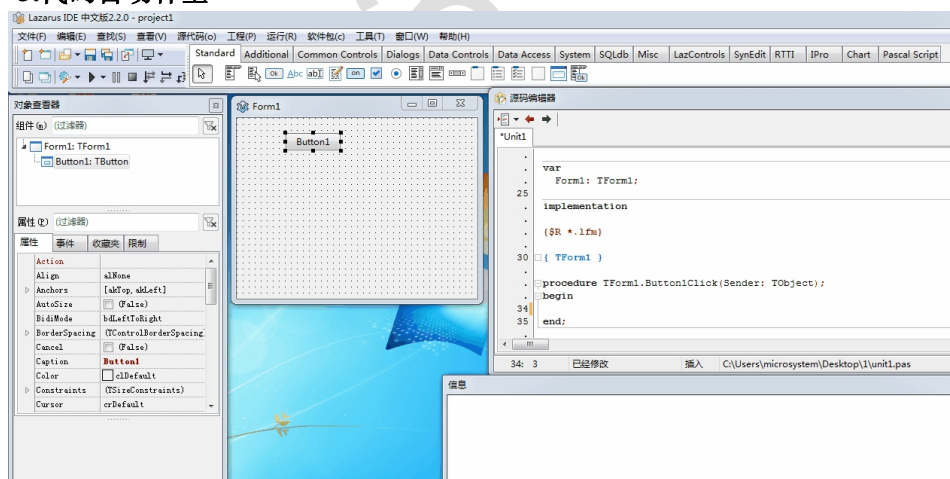 Lazarus IDE 中文版2.2.0 - project1
文件(F) 编辑(E) 查找(S) 查看(V) 源代码(o) 工程(P) 运行(R) 软件包(c) 工具(T) 窗口(W) 帮助(H)
Standard Additional Common Controls Dialogs Data Controls Data Access System SQLdb Misc LazControls SynEdit RTTI IPro Chart Pascal Script
Ok Abc abI on
对象查看器
组件(n) (过滤器)
Form1: TForm1
Button1: TButton
属性(P) (过滤器)
属性 事件 收藏夹 限制
Action
Align alNone
Anchors [akTop, akLeft]
AutoSize (False)
BidiMode bdLeftToRight
BorderSpacing (TControlBorderSpacing
Cancel (False)
Caption Button1
Color clDefault
Constraints (TSizeConstraints)
Cursor crDefault
Form1
Button1
源码编辑器
*Unit1
var
Form1: TForm1;
25
implementation
{$R *.lfm}
30 { TForm1 }
procedure TForm1.Button1Click(Sender: TObject);
begin
34
35 end;
34: 3 已经修改 插入 C:\Users\microsystem\Desktop\1\unit1.pas
信息